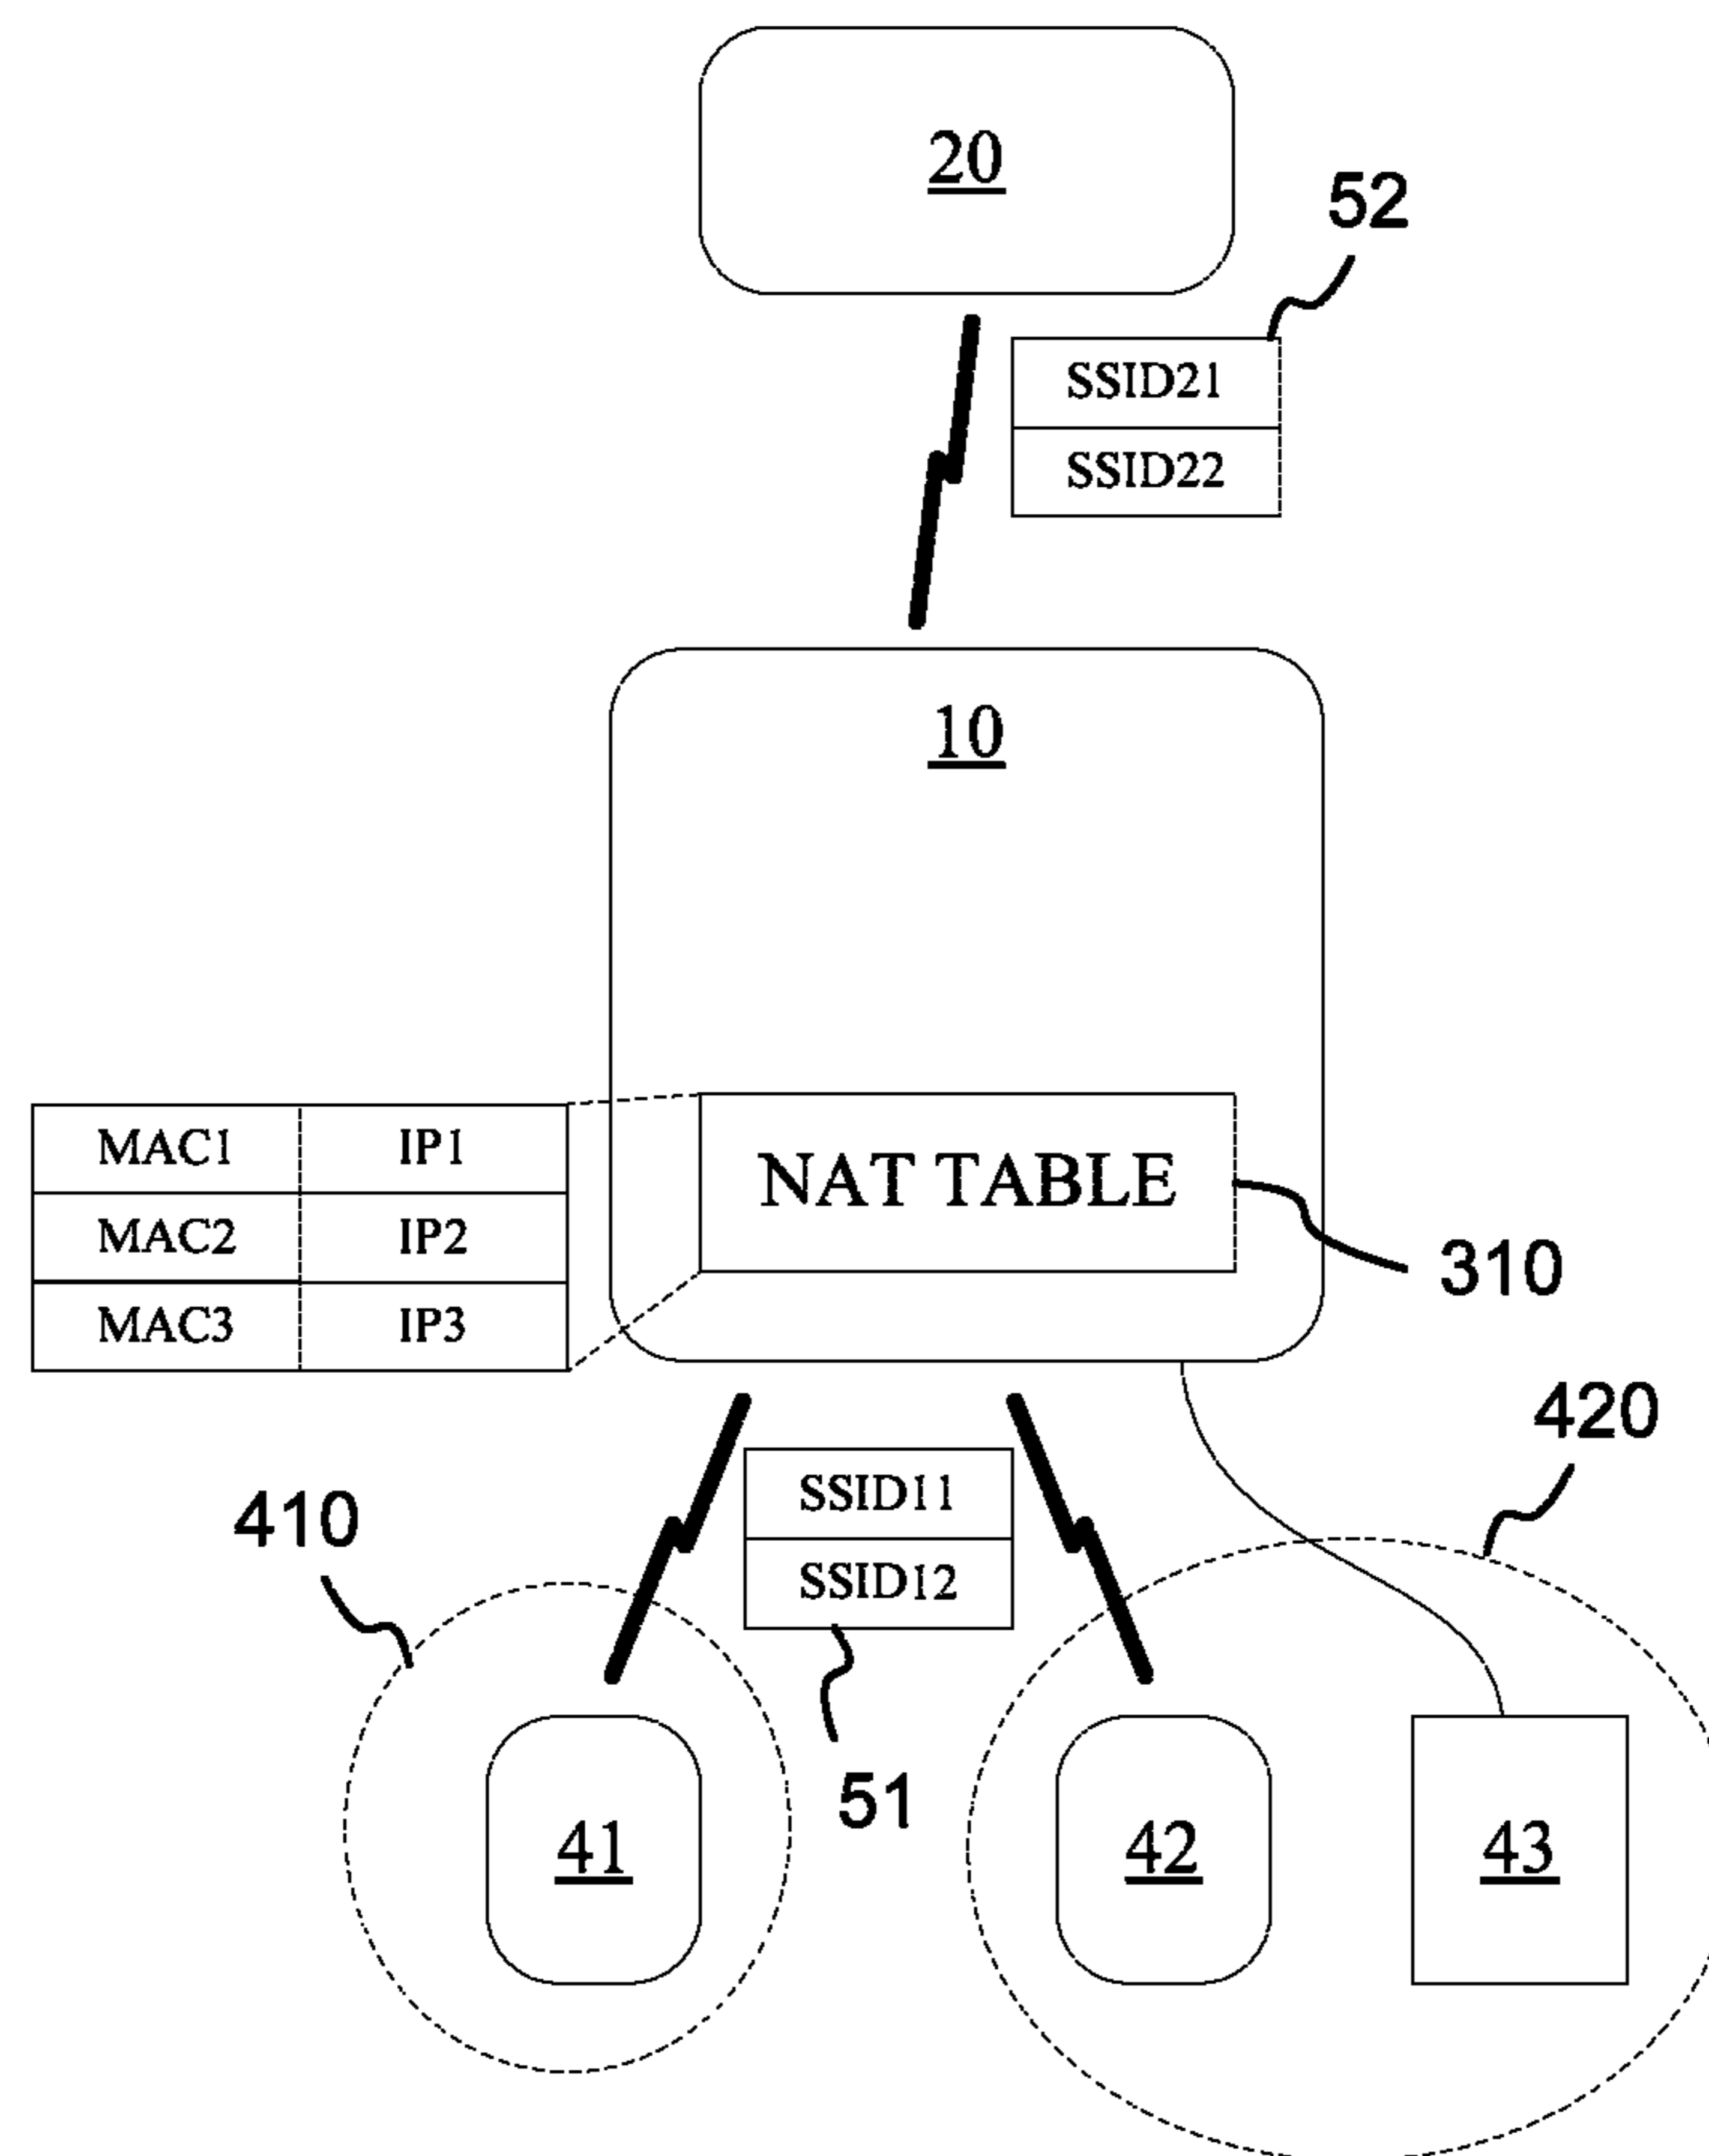 20
52
SSID21
SSID22
10
MAC1 IP1
MAC2 IP2
MAC3 IP3
NAT TABLE
310
420
410
SSID11
SSID12
51
41
42
43